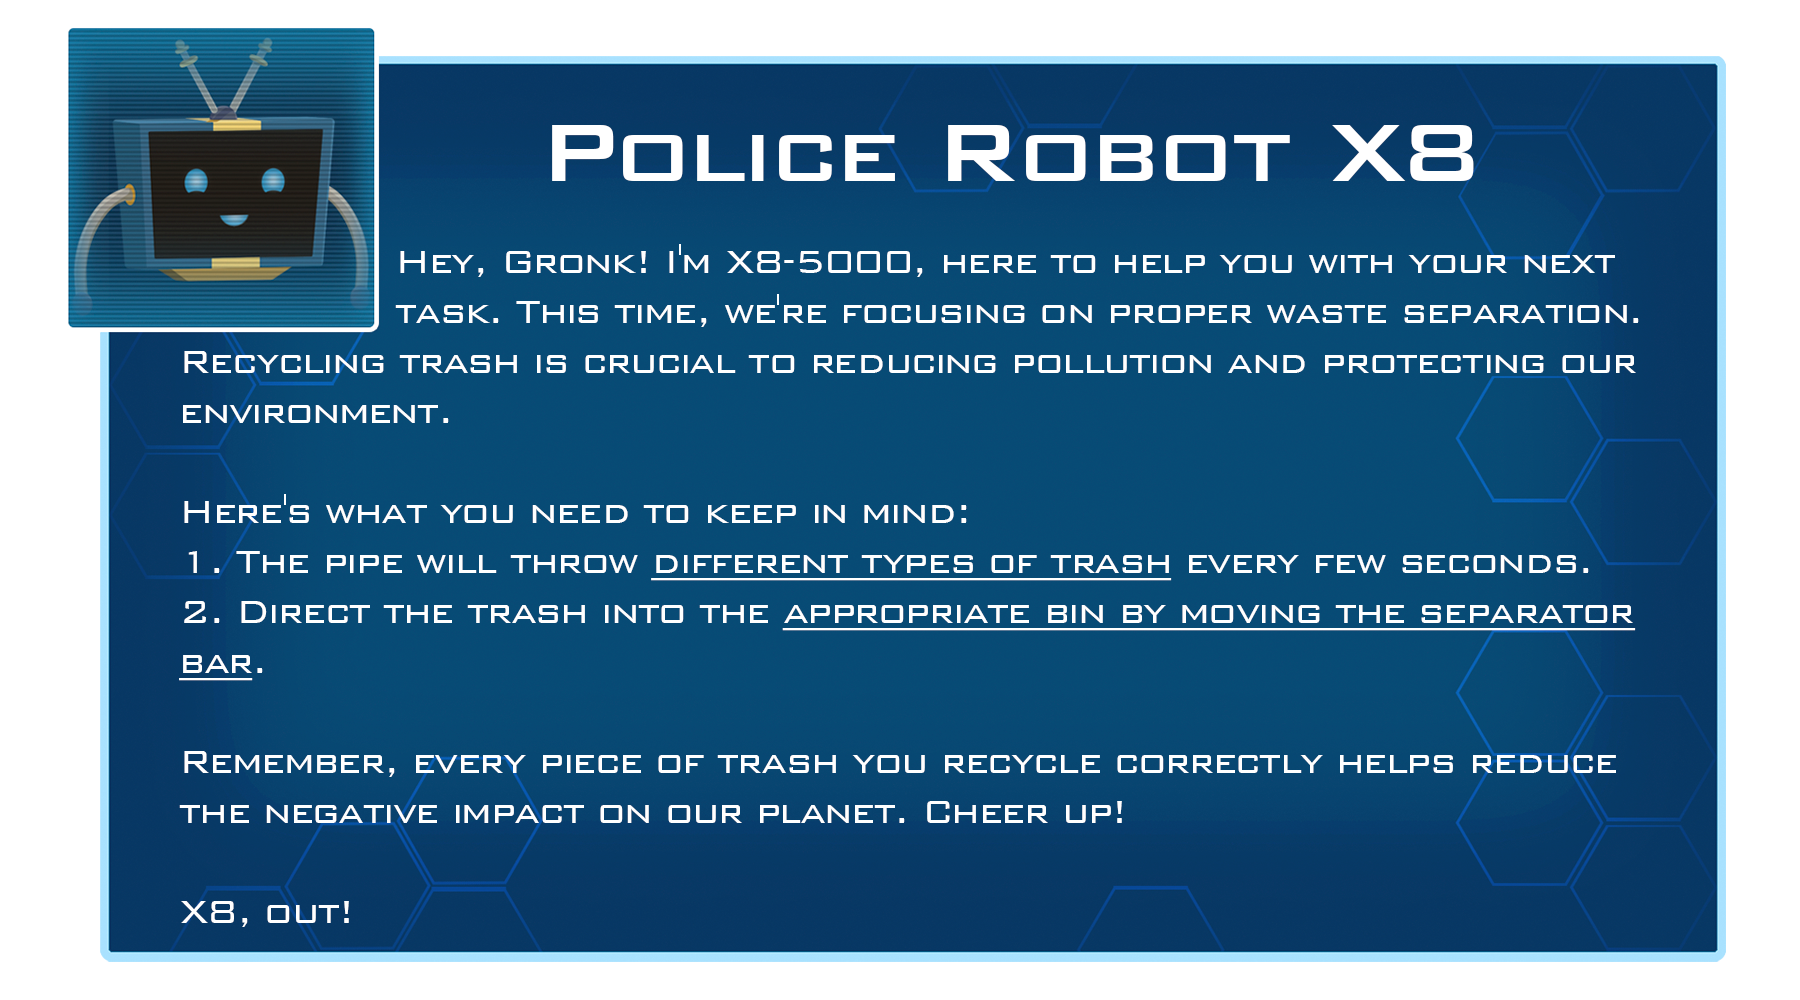 Police Robot X8
Hey, Gronk! I'm X8-5000, here to help you with your next
task. This time, we're focusing on proper waste separation.
Recycling trash is crucial to reducing pollution and protecting our
environment.
Here's what you need to keep in mind:
1. The pipe will throw different types of trash every few seconds.
2. Direct the trash into the appropriate bin by moving the separator
bar.
Remember, every piece of trash you recycle correctly helps reduce
the negative impact on our planet. Cheer up!
X8, out!